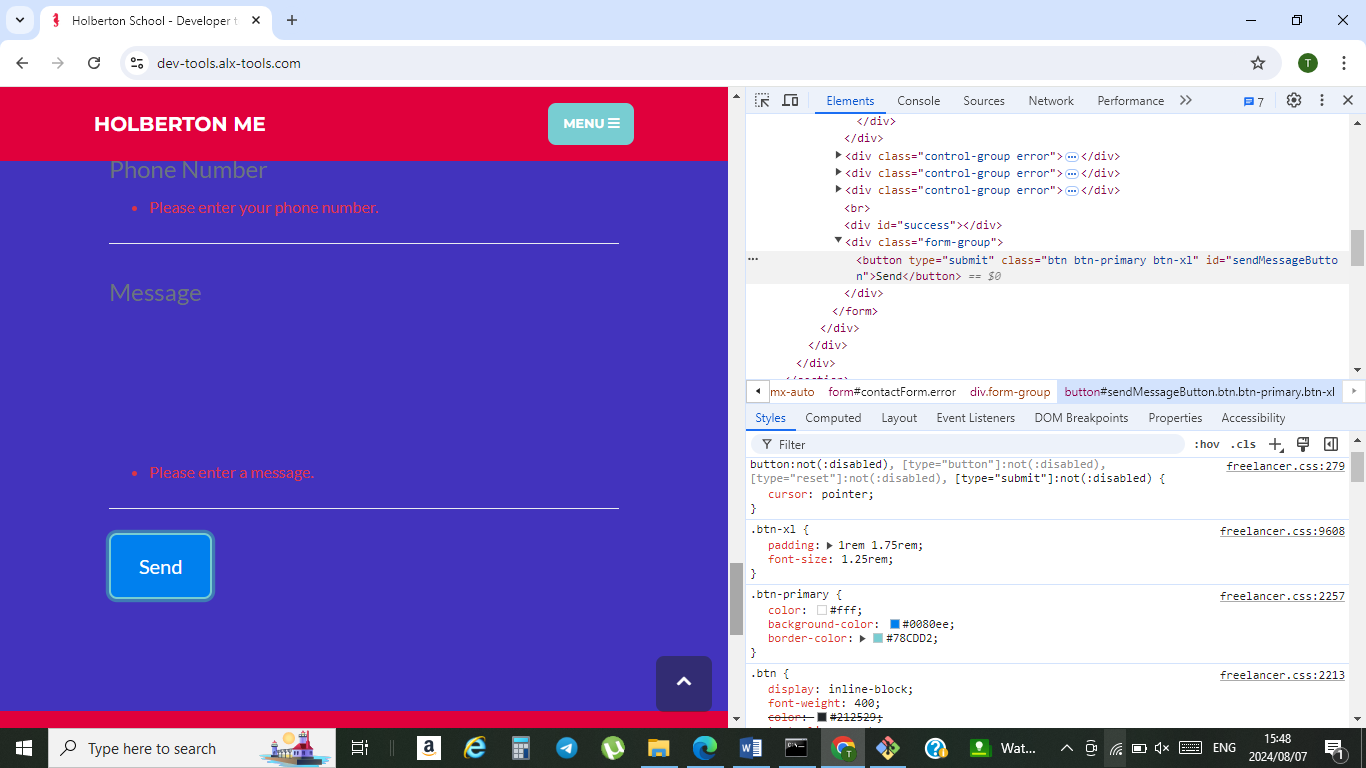 Holberton School - Developer t
dev-tools.alx-tools.com
T
HOLBERTON ME
MENU
Phone Number
Please enter your phone number.
Message
Please enter a message.
Send
Elements Console Sources Network Performance 7
</div>
</div>
<div class="control-group error"> </div>
<div class="control-group error"> </div>
<div class="control-group error"> </div>
<br>
<div id="success"></div>
<div class="form-group">
<button type="submit" class="btn btn-primary btn-xl" id="sendMessageButto
n">Send</button> == $0
</div>
</form>
</div>
</div>
</div>
mx-auto form#contactForm.error div.form-group button#sendMessageButton.btn.btn-primary.btn-xl
Styles Computed Layout Event Listeners DOM Breakpoints Properties Accessibility
Filter :hov .cls
button:not(:disabled), [type="button"]:not(:disabled), freelancer.css:279
[type="reset"]:not(:disabled), [type="submit"]:not(:disabled) {
cursor: pointer;
}
.btn-xl { freelancer.css:9608
padding: 1rem 1.75rem;
font-size: 1.25rem;
}
.btn-primary { freelancer.css:2257
color: #fff;
background-color: #0080ee;
border-color: #78CDD2;
}
.btn { freelancer.css:2213
display: inline-block;
font-weight: 400;
color: #212529;
Type here to search
a
W
Wat...
ENG
15:48
2024/08/07
1